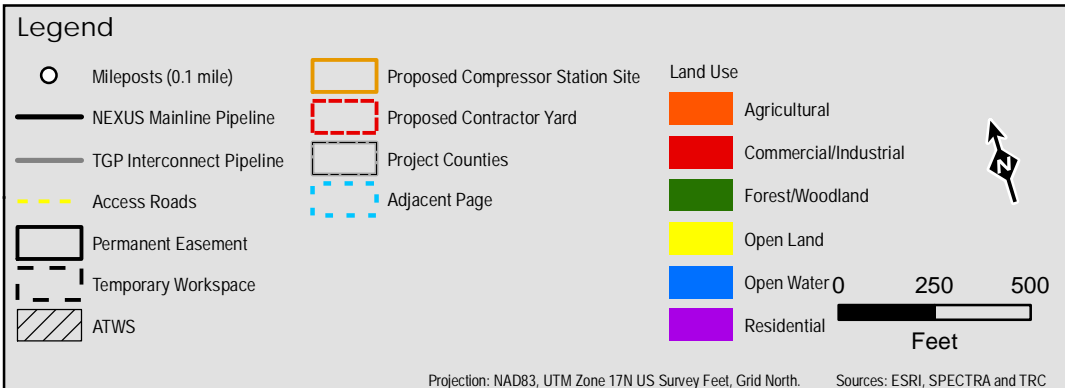 Legend
Mileposts (0.1 mile)
NEXUS Mainline Pipeline
TGP Interconnect Pipeline
Access Roads
Permanent Easement
Temporary Workspace
ATWS
Proposed Compressor Station Site
Proposed Contractor Yard
Project Counties
Adjacent Page
Land Use
Agricultural
Commercial/Industrial
Forest/Woodland
Open Land
Open Water
Residential
N
0 250 500
Feet
Projection: NAD83, UTM Zone 17N US Survey Feet, Grid North. Sources: ESRI, SPECTRA and TRC